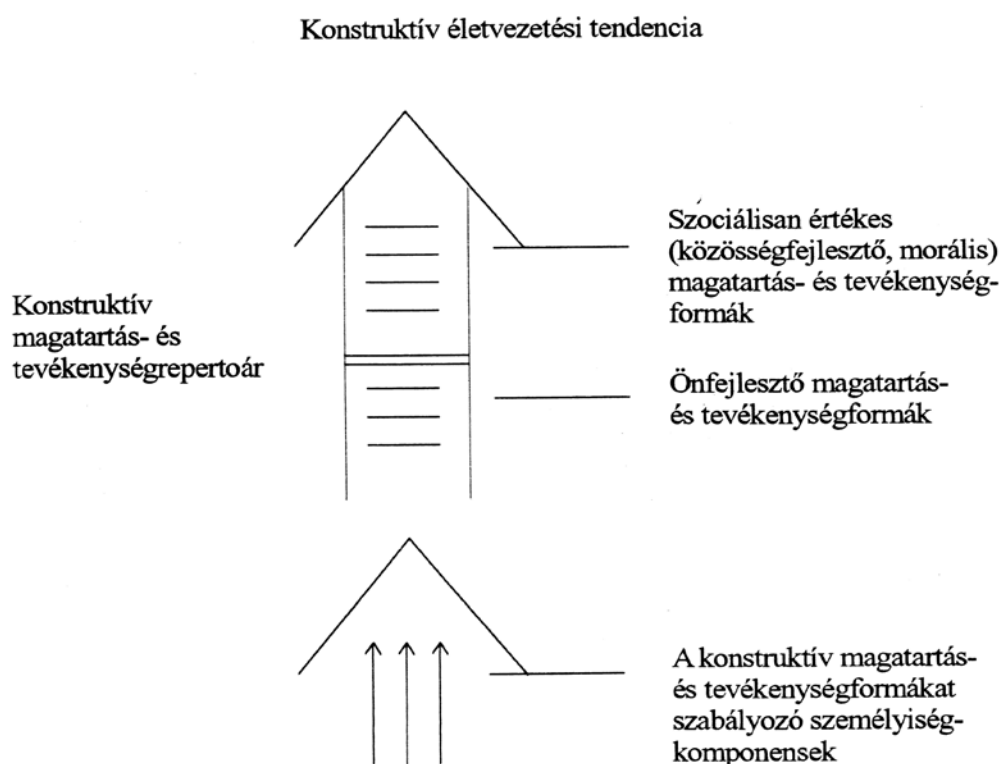 Konstruktív életvezetési tendencia
Szociálisan értékes
(közösségfejlesztő, morális)
magatartás- és tevékenység-
formák
Konstruktív
magatartás- és
tevékenységrepertoár
Önfejlesztő magatartás-
és tevékenységformák
A konstruktív magatartás-
és tevékenységformákat
szabályozó személyiség-
komponensek